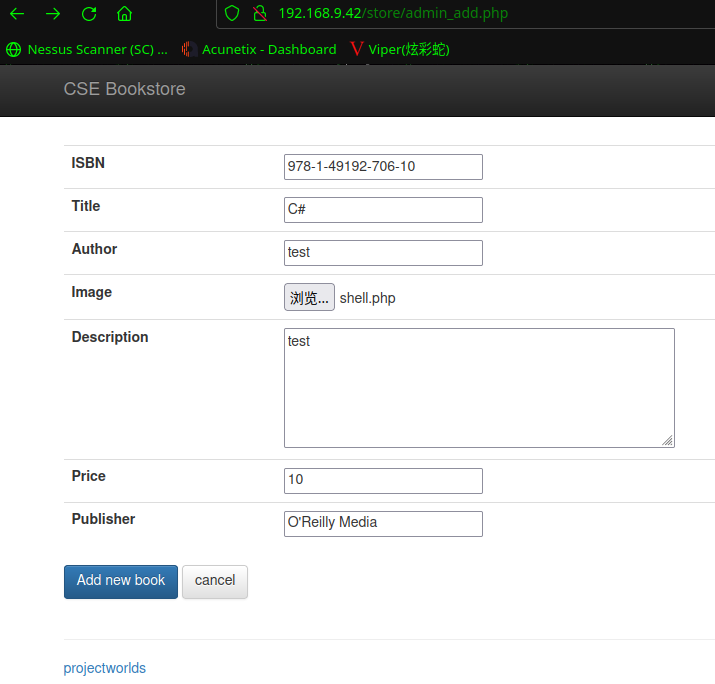 192.168.9.42/store/admin_add.php
Nessus Scanner (SC) ... Acunetix - Dashboard Viper(炫彩蛇)
CSE Bookstore
ISBN 978-1-49192-706-10
Title C#
Author test
Image 浏览... shell.php
Description test
Price 10
Publisher O'Reilly Media
Add new book cancel
projectworlds